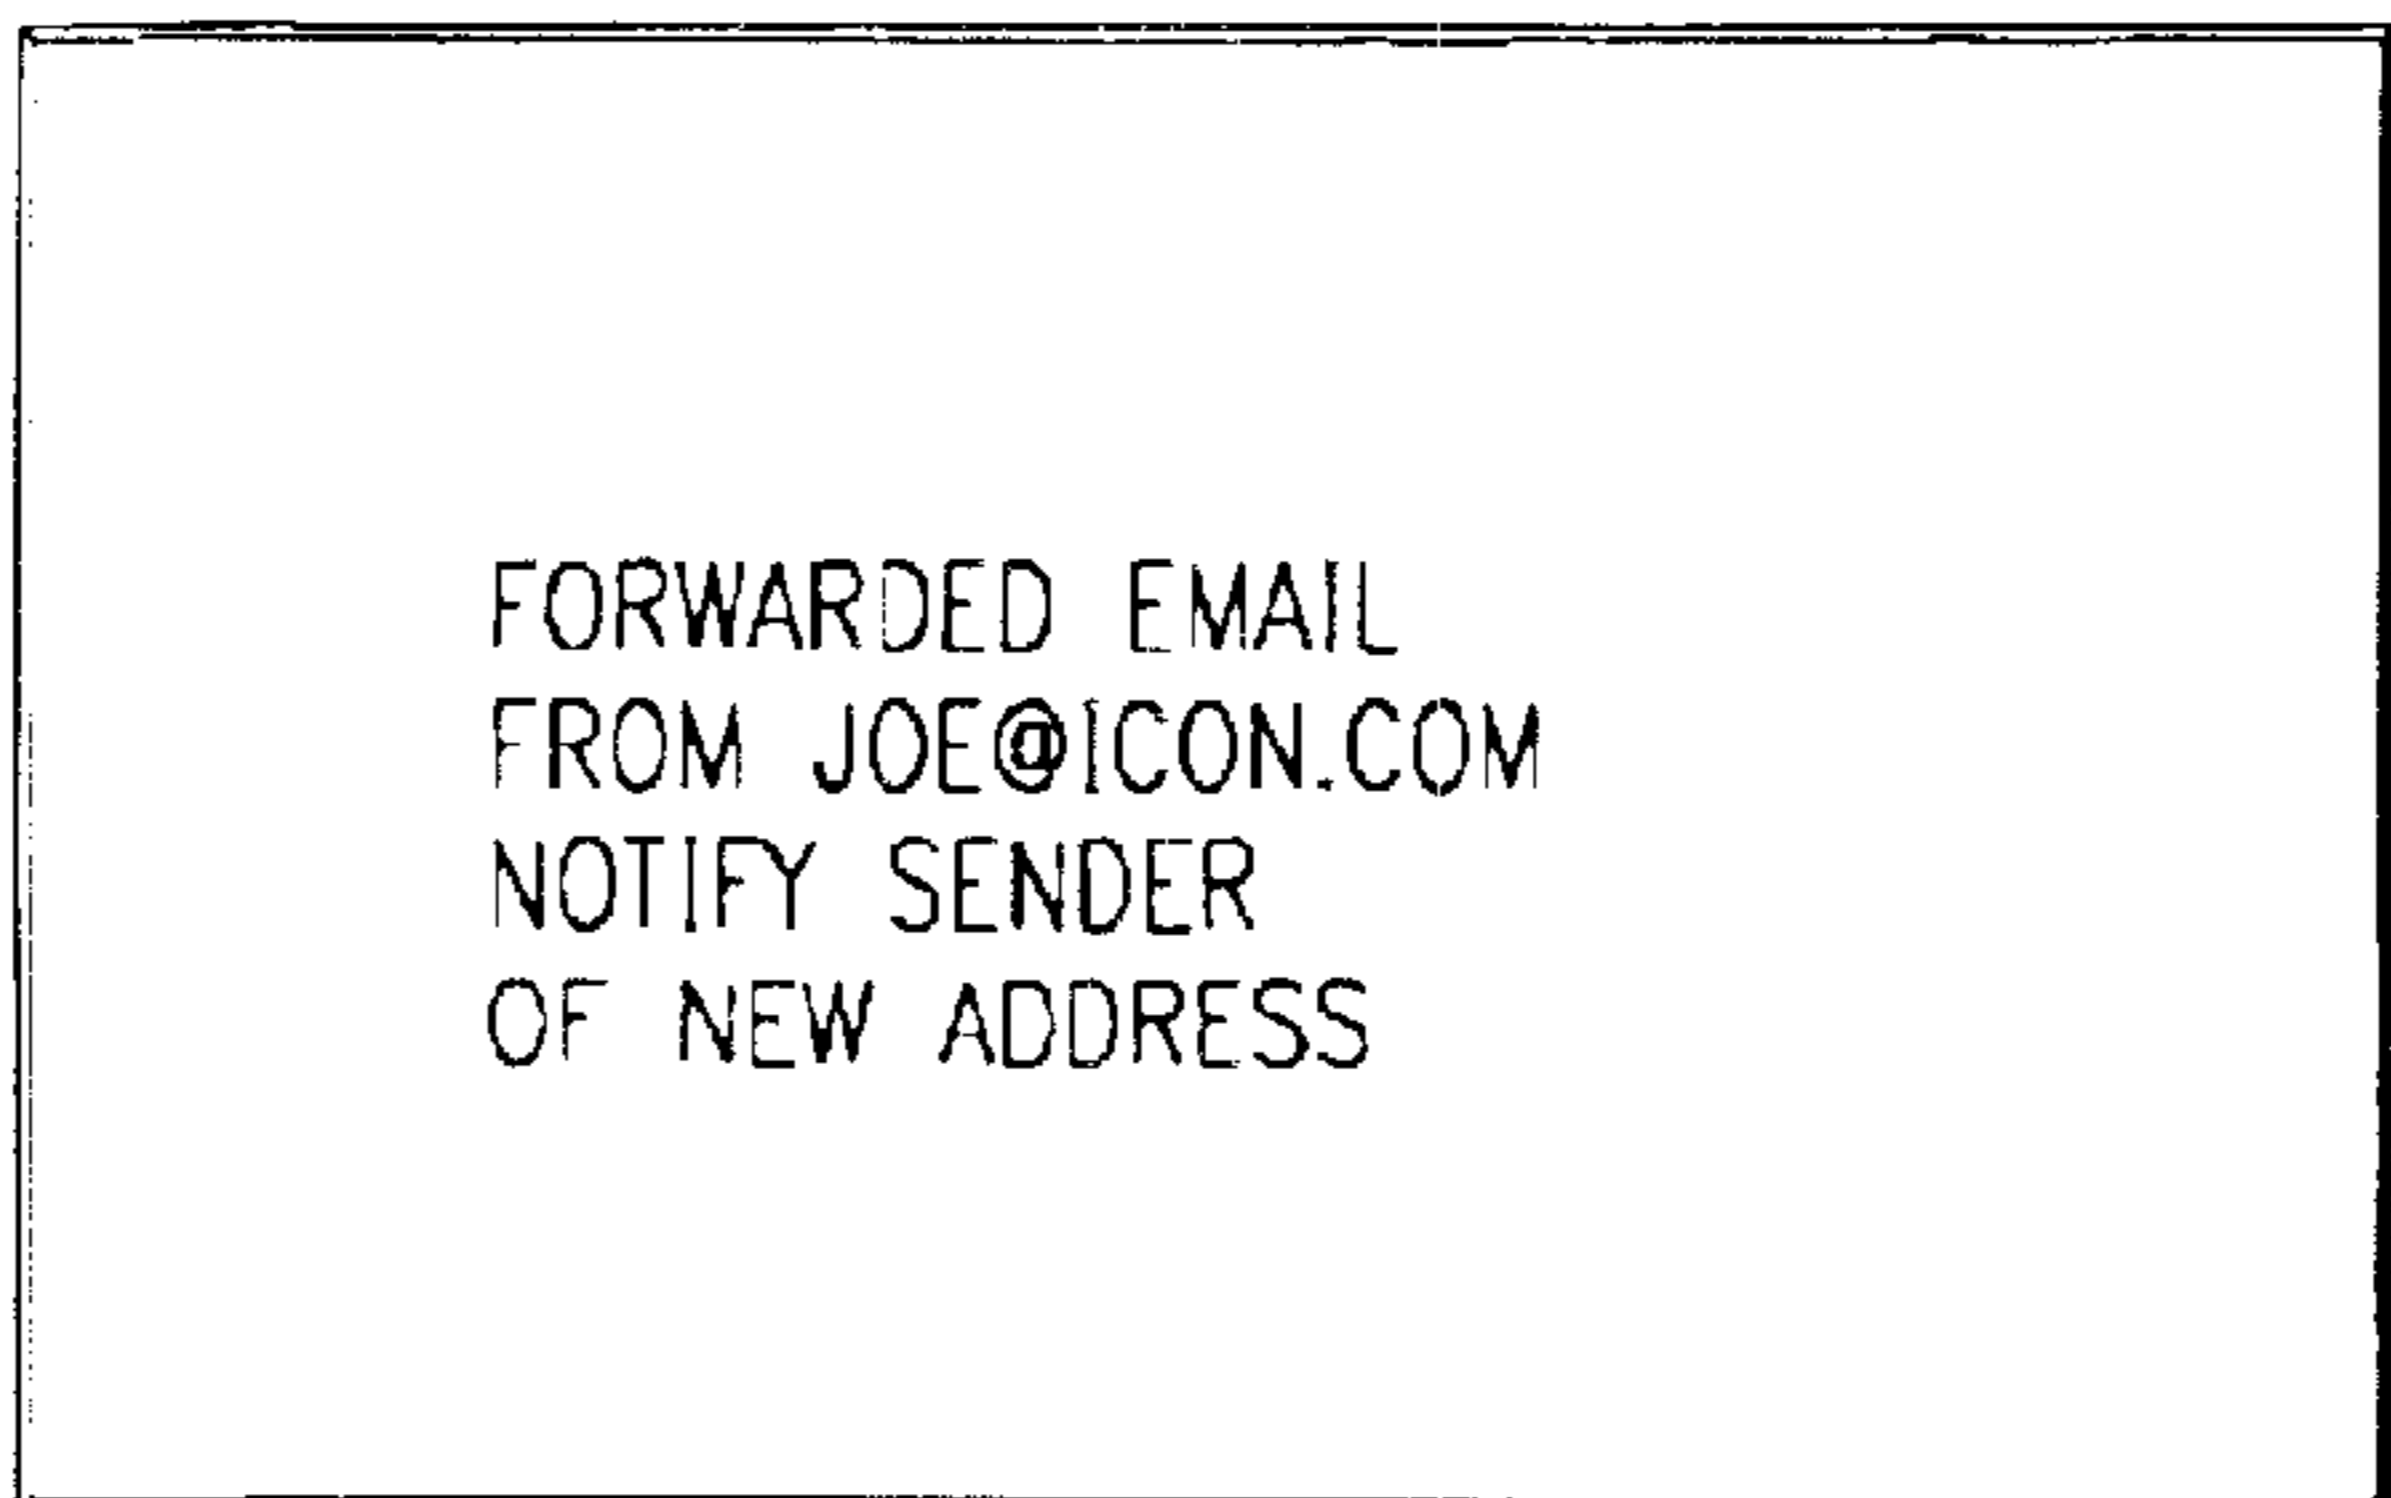 FORWARDED EMAIL
FROM JOE@ICON.COM
NOTIFY SENDER
OF NEW ADDRESS